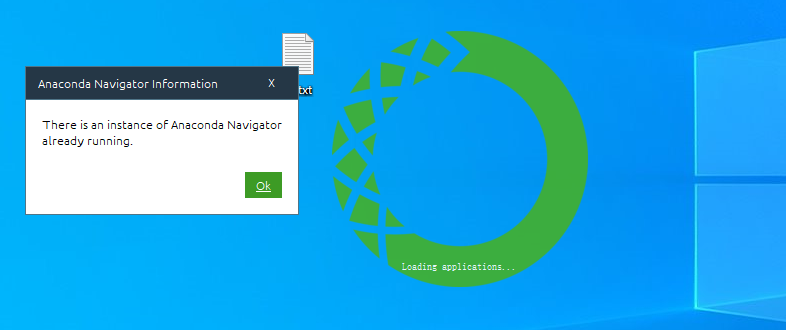 Anaconda Navigator Information
X
There is an instance of Anaconda Navigator
already running.
Ok
txt
Loading applications...